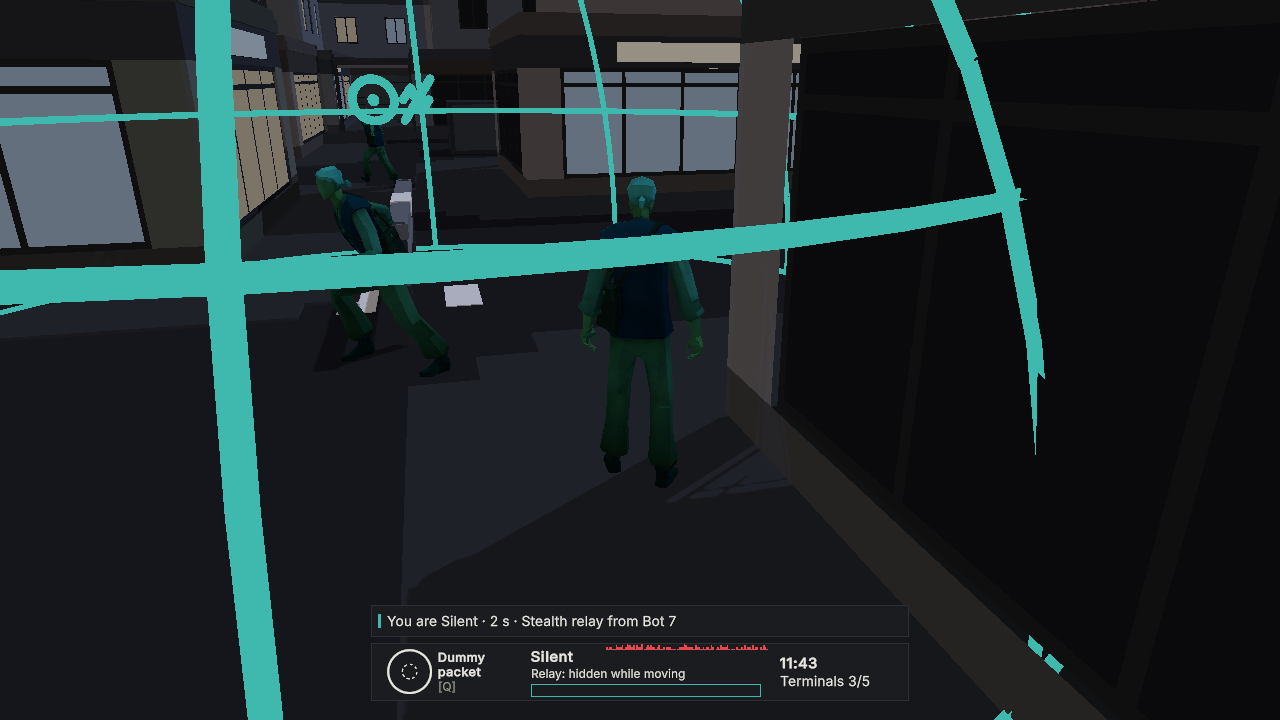 You are Silent · 2 s · Stealth relay from Bot 7
Dummy packet
[Q]
Silent
Relay: hidden while moving
11:43
Terminals 3/5